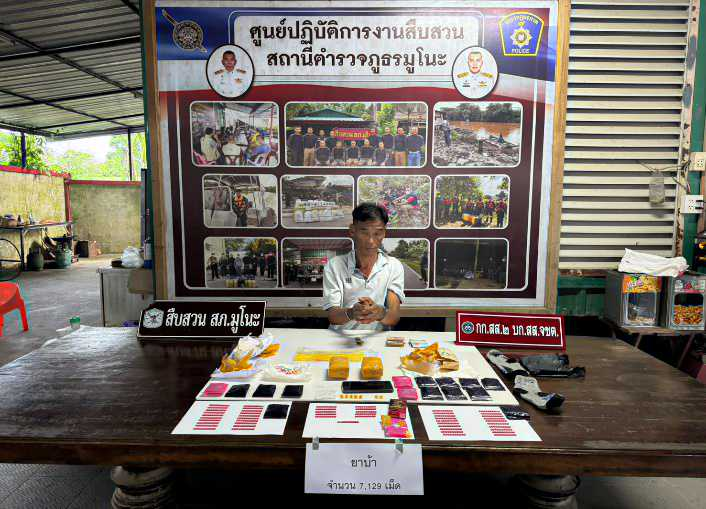 ศูนย์ปฏิบัติการงานสืบสวน
สถานีตำรวจภูธรมูโนะ
POLICE
สืบสวน สภ.มูโนะ
กก.สส.๒ บก.สส.จชต.
ยาบ้า
จำนวน 7,129 เม็ด